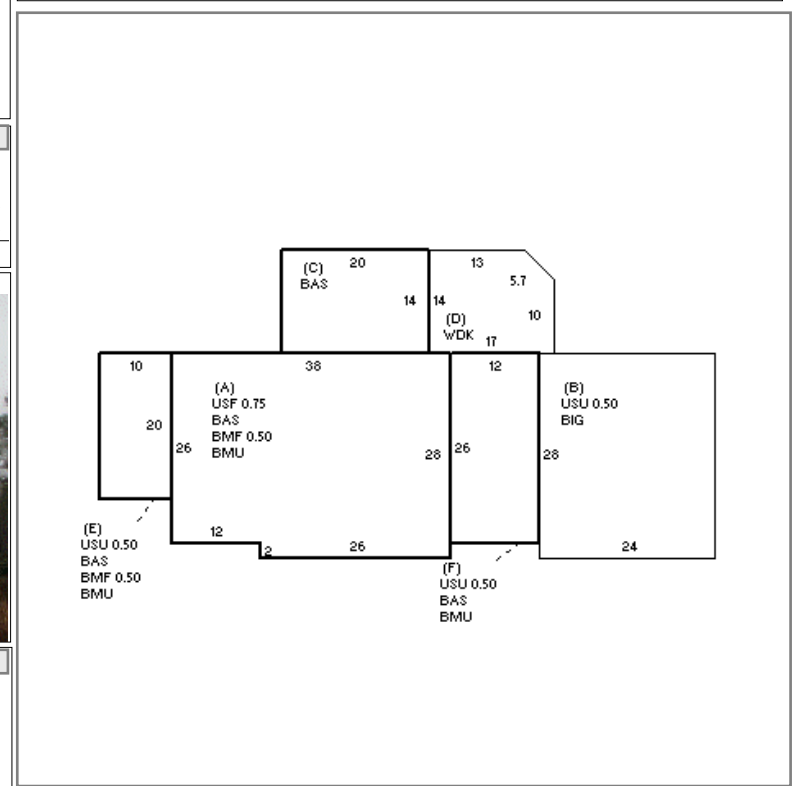 (C)
BAS
20
14
13
5.7
14
10
(D)
WDK
17
10
38
12
(A)
USF 0.75
BAS
BMF 0.50
BMU
(B)
USU 0.50
BIG
20
26
28
26
28
12
2
26
24
(E)
USU 0.50
BAS
BMF 0.50
BMU
(F)
USU 0.50
BAS
BMU